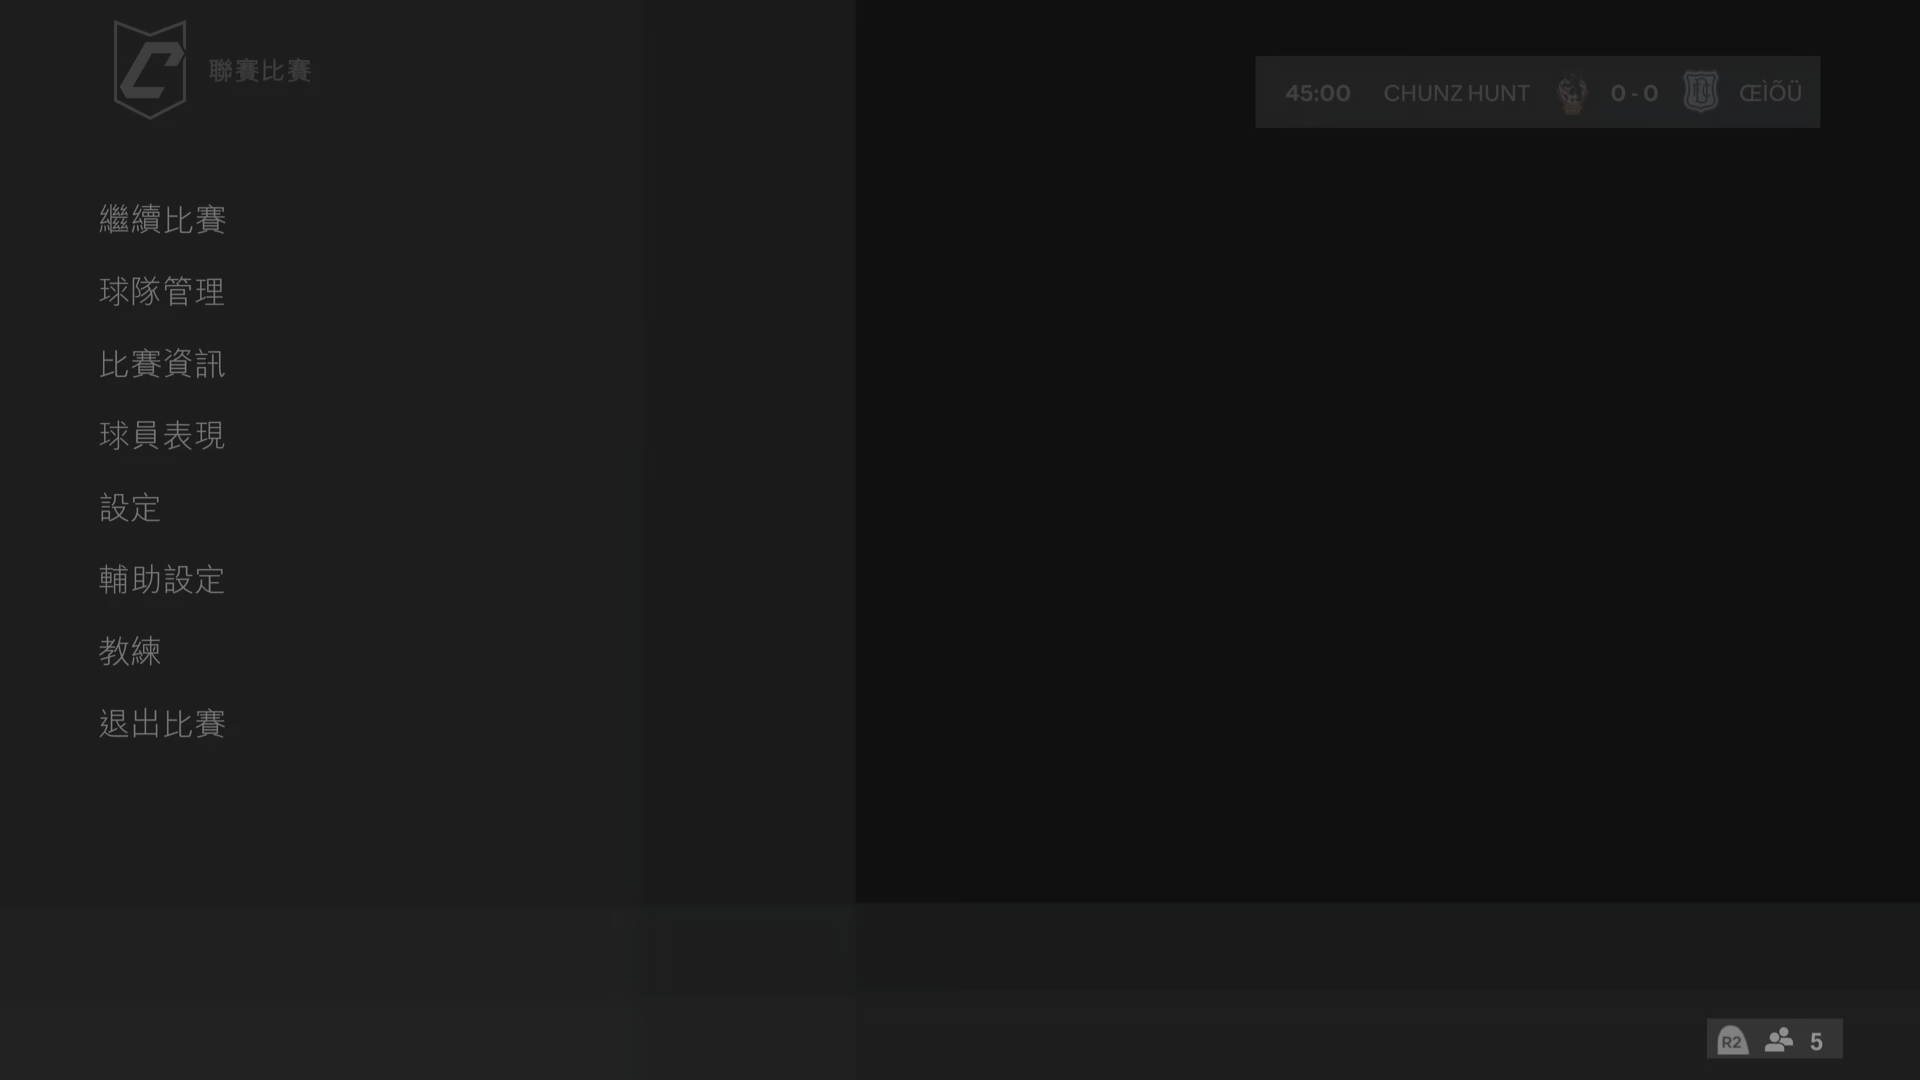 聯賽比賽
45:00 CHUNZ HUNT 0 - 0 ŒÌÕÜ
繼續比賽
球隊管理
比賽資訊
球員表現
設定
輔助設定
教練
退出比賽
R2 5